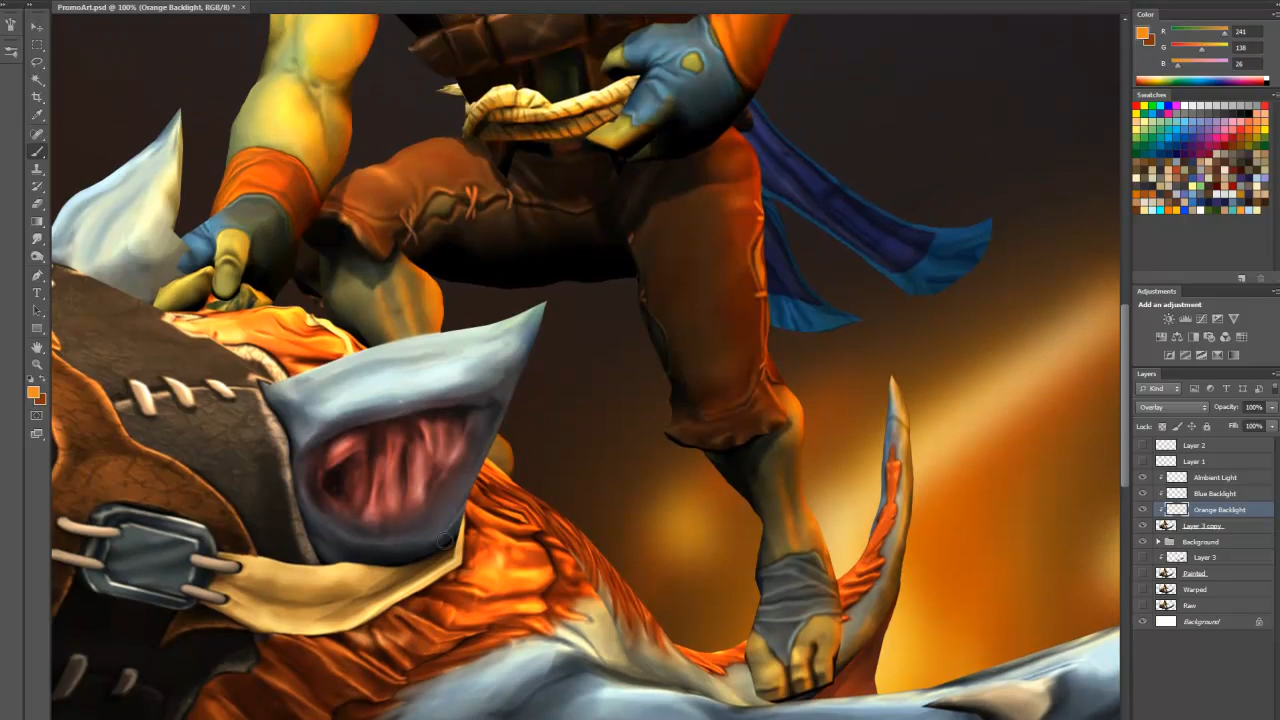 PromoArt.psd @ 100% (Orange Backlight, RGB/8) * ×
Color
R 241
G 138
B 26
Swatches
Adjustments
Add an adjustment
Layers
Kind
Overlay Opacity: 100%
Lock: Fill: 100%
Layer 2
Layer 1
Almbient Light
Blue Backlight
Orange Backlight
Layer 3 copy
Background
Layer 3
Painted
Warped
Raw
Background